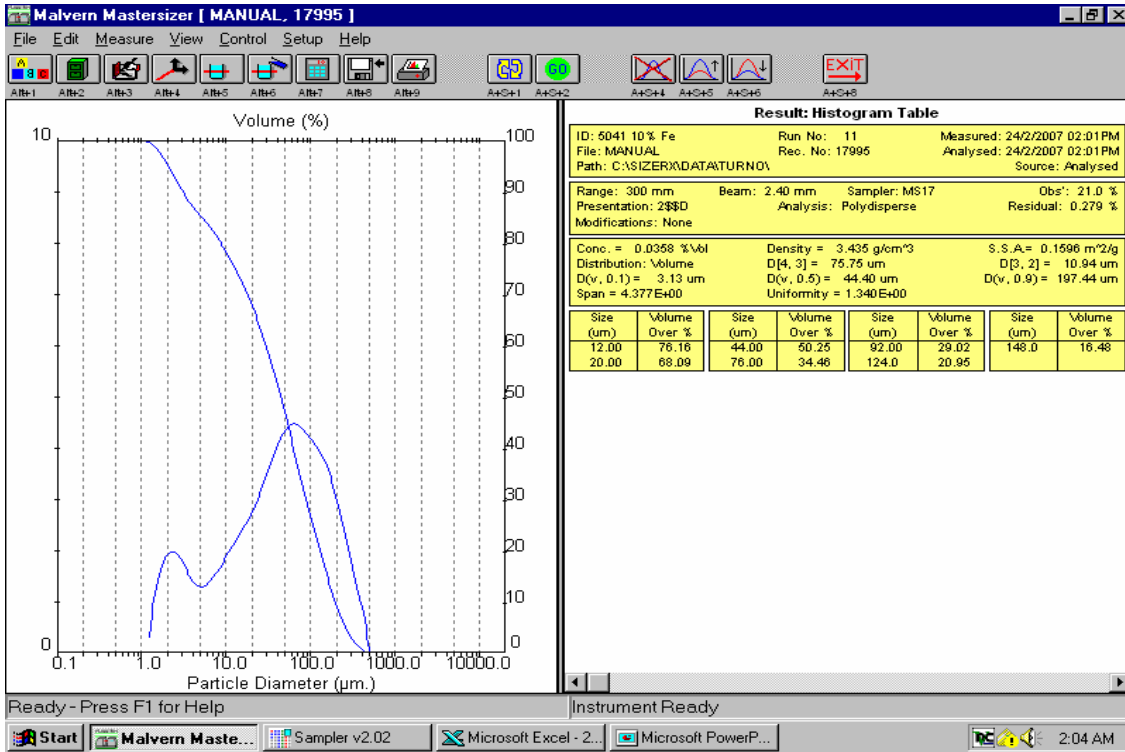 Malvern Mastersizer [ MANUAL, 17995 ]
File Edit Measure View Control Setup Help
A B C GO EXIT
Alt+1 Alt+2 Alt+3 Alt+4 Alt+5 Alt+6 Alt+7 Alt+8 Alt+9 A+S+1 A+S+2 A+S+4 A+S+5 A+S+6 A+S+8
Volume (%)
10 100
90
80
70
60
50
40
30
20
10
0 0
0.1 1.0 10.0 100.0 1000.0 10000.0
Particle Diameter (µm.)
Result: Histogram Table
ID: 5041 10% Fe Run No: 11 Measured: 24/2/2007 02:01PM
File: MANUAL Rec. No: 17995 Analysed: 24/2/2007 02:01PM
Path: C:\SIZERX\DATA\TURNO\ Source: Analysed
Range: 300 mm Beam: 2.40 mm Sampler: MS17 Obs': 21.0 %
Presentation: 2$$D Analysis: Polydisperse Residual: 0.279 %
Modifications: None
Conc. = 0.0358 %Vol Density = 3.435 g/cm^3 S.S.A.= 0.1596 m^2/g
Distribution: Volume D[4, 3] = 75.75 um D[3, 2] = 10.94 um
D(v, 0.1) = 3.13 um D(v, 0.5) = 44.40 um D(v, 0.9) = 197.44 um
Span = 4.377E+00 Uniformity = 1.340E+00
Size Volume Size Volume Size Volume Size Volume
(um) Over % (um) Over % (um) Over % (um) Over %
12.00 76.16 44.00 50.25 92.00 29.02 148.0 16.48
20.00 68.09 76.00 34.46 124.0 20.95
Ready - Press F1 for Help Instrument Ready
Start Malvern Maste... Sampler v2.02 Microsoft Excel - 2... Microsoft PowerP... 2:04 AM